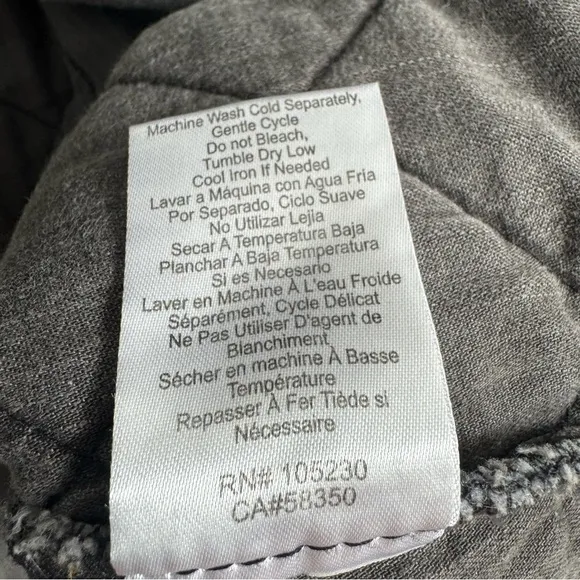 Machine Wash Cold Separately,
Gentle Cycle
Do not Bleach,
Tumble Dry Low
Cool Iron If Needed
Lavar a Máquina con Agua Fría
Por Separado, Ciclo Suave
No Utilizar Lejia
Secar A Temperatura Baja
Planchar A Baja Temperatura
Si es Necesario
Laver en Machine À L'eau Froide
Séparément, Cycle Délicat
Ne Pas Utiliser D'agent de
Blanchiment
Sécher en machine À Basse
Température
Repasser À Fer Tiède si
Nécessaire
RN# 105230
CA#58350